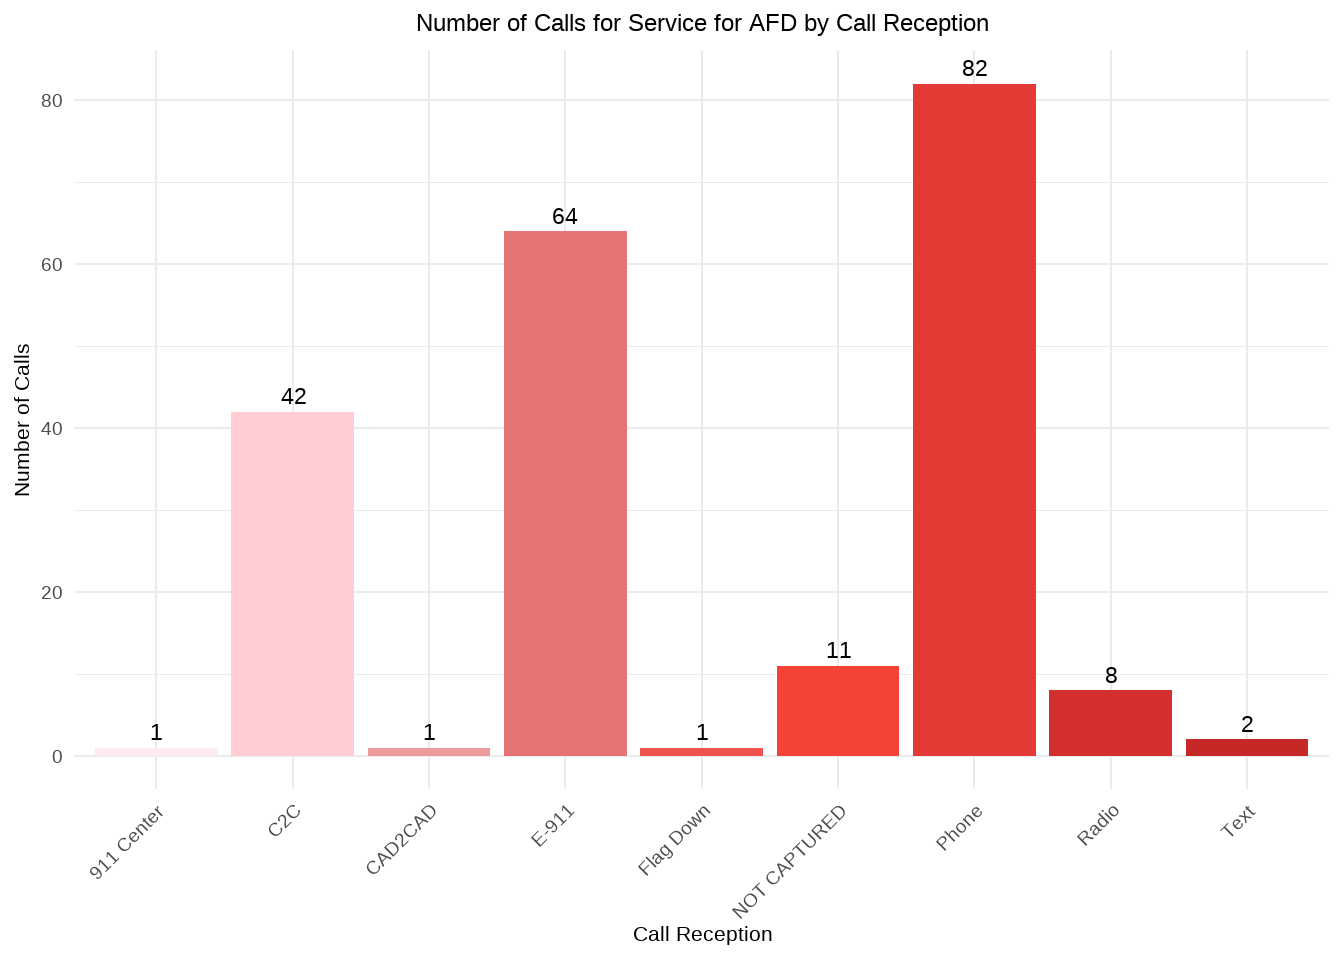 Number of Calls for Service for AFD by Call Reception
82
80
64
60
Number of Calls
42
40
20
11
8
2
1
1
1
0
911 Center
C2C
CAD2CAD
E-911
Flag Down
NOT CAPTURED
Phone
Radio
Text
Call Reception